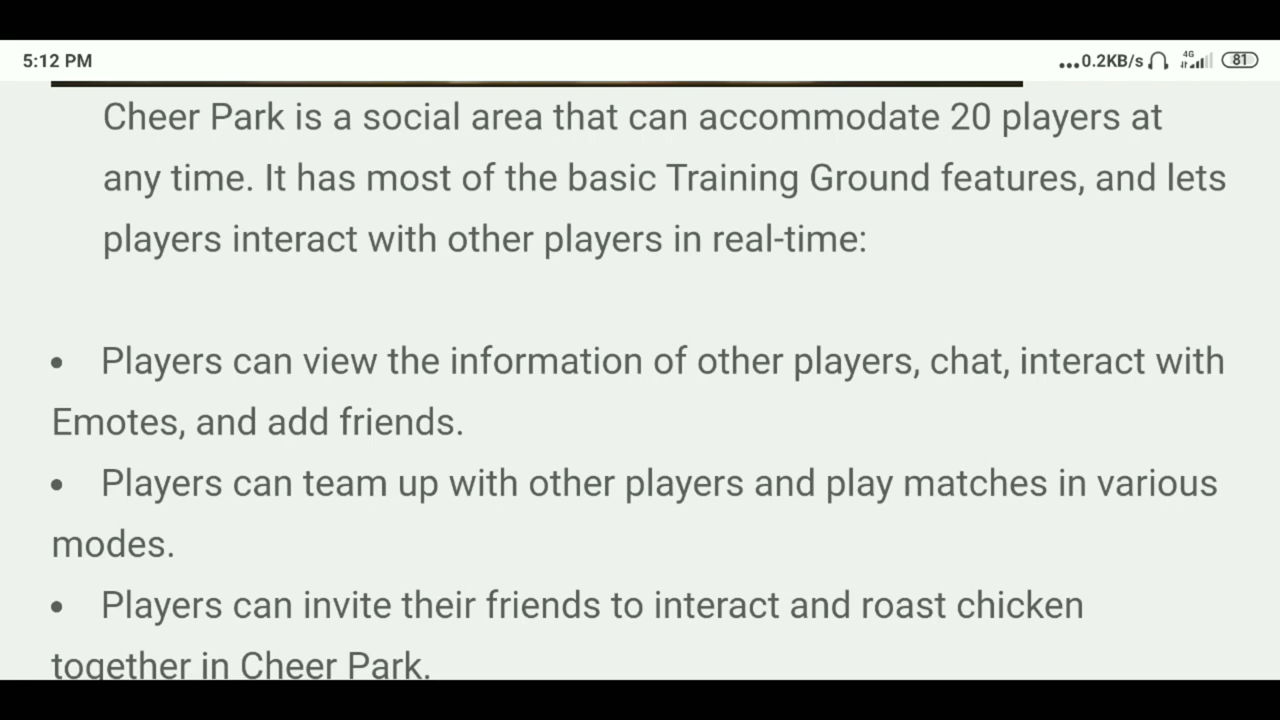 5:12 PM
...0.2KB/s 4G 81
Cheer Park is a social area that can accommodate 20 players at
any time. It has most of the basic Training Ground features, and lets
players interact with other players in real-time:
• Players can view the information of other players, chat, interact with
Emotes, and add friends.
• Players can team up with other players and play matches in various
modes.
• Players can invite their friends to interact and roast chicken
together in Cheer Park.